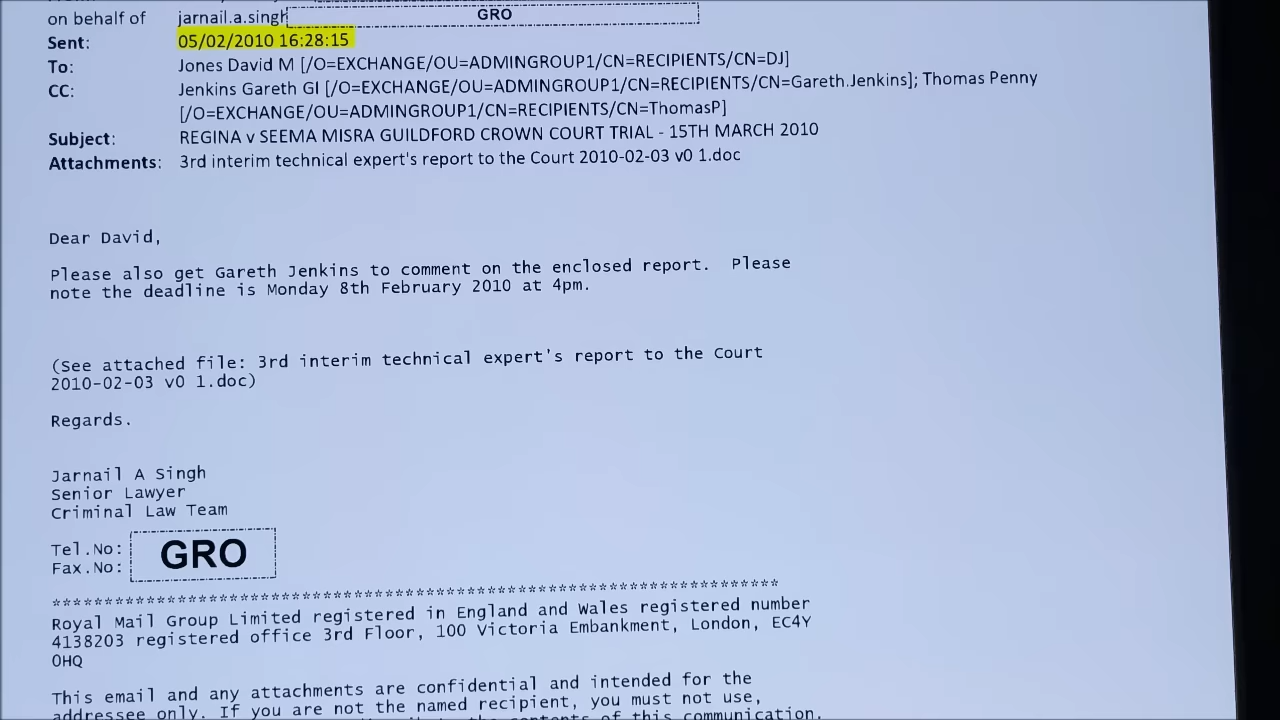 on behalf of jarnail.a.singh GRO
Sent: 05/02/2010 16:28:15
To: Jones David M [/O=EXCHANGE/OU=ADMINGROUP1/CN=RECIPIENTS/CN=DJ]
CC: Jenkins Gareth GI [/O=EXCHANGE/OU=ADMINGROUP1/CN=RECIPIENTS/CN=Gareth.Jenkins]; Thomas Penny
[/O=EXCHANGE/OU=ADMINGROUP1/CN=RECIPIENTS/CN=ThomasP]
Subject: REGINA v SEEMA MISRA GUILDFORD CROWN COURT TRIAL - 15TH MARCH 2010
Attachments: 3rd interim technical expert's report to the Court 2010-02-03 v0 1.doc
Dear David,
Please also get Gareth Jenkins to comment on the enclosed report. Please
note the deadline is Monday 8th February 2010 at 4pm.
(See attached file: 3rd interim technical expert's report to the Court
2010-02-03 v0 1.doc)
Regards.
Jarnail A Singh
Senior Lawyer
Criminal Law Team
Tel.No: GRO
Fax.No:
**********************************************************************
Royal Mail Group Limited registered in England and Wales registered number
4138203 registered office 3rd Floor, 100 Victoria Embankment, London, EC4Y
0HQ
This email and any attachments are confidential and intended for the
addressee only. If you are not the named recipient, you must not use,
the contents of this communication.